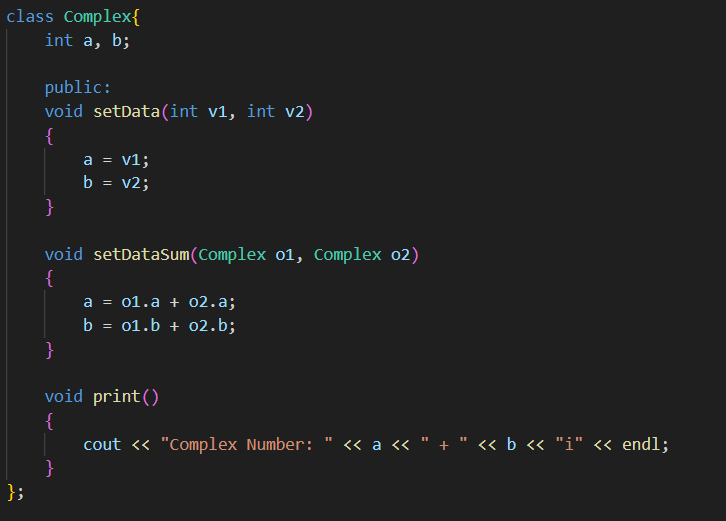 class Complex{
    int a, b;

    public:
    void setData(int v1, int v2)
    {
        a = v1;
        b = v2;
    }

    void setDataSum(Complex o1, Complex o2)
    {
        a = o1.a + o2.a;
        b = o1.b + o2.b;
    }

    void print()
    {
        cout << "Complex Number: " << a << " + " << b << "i" << endl;
    }
};